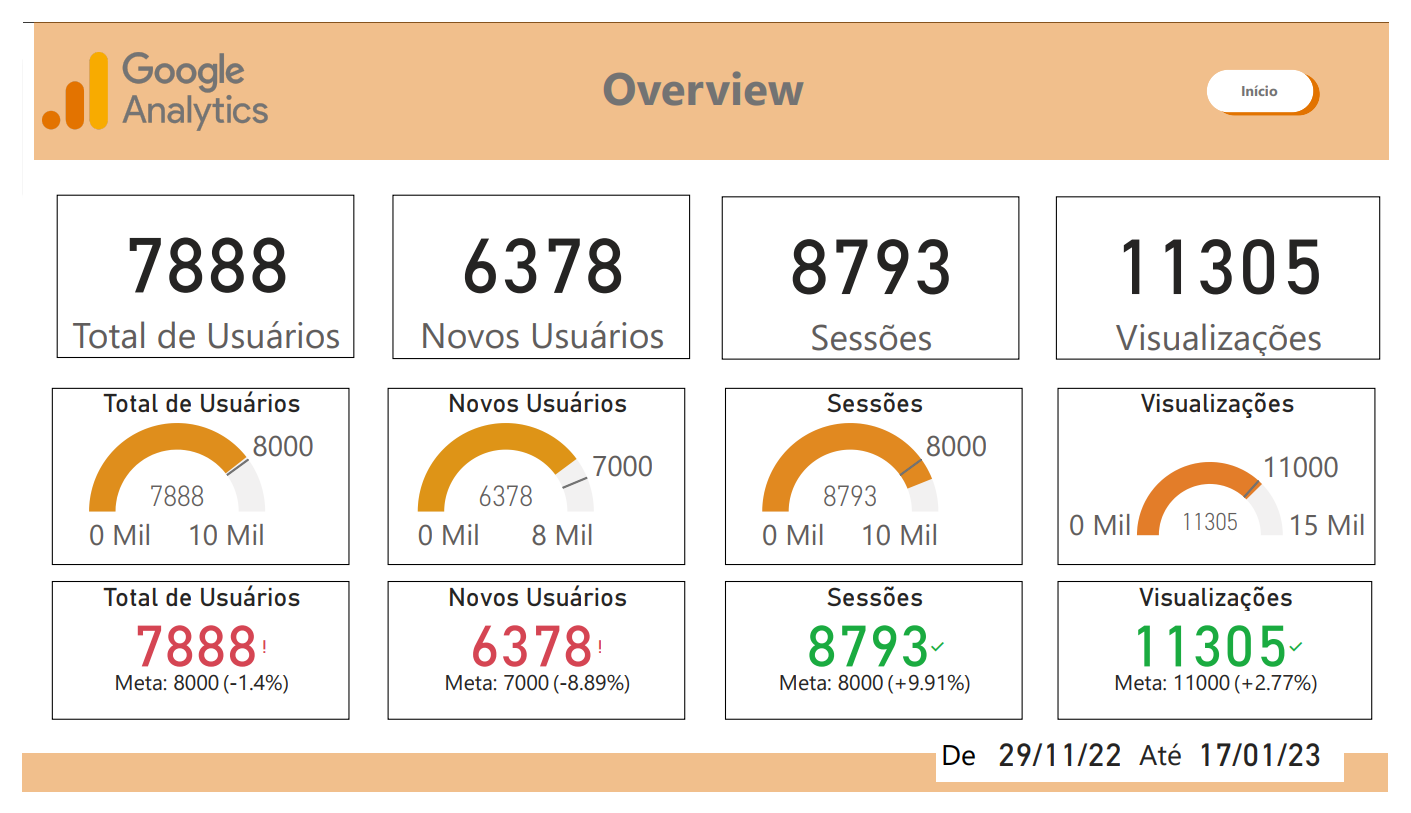 Google
Analytics
Overview
Início
7888
Total de Usuários
6378
Novos Usuários
8793
Sessões
11305
Visualizações
Total de Usuários
8000
7888
0 Mil 10 Mil
Novos Usuários
7000
6378
0 Mil 8 Mil
Sessões
8000
8793
0 Mil 10 Mil
Visualizações
11000
11305
0 Mil 15 Mil
Total de Usuários
7888!
Meta: 8000 (-1.4%)
Novos Usuários
6378!
Meta: 7000 (-8.89%)
Sessões
8793✓
Meta: 8000 (+9.91%)
Visualizações
11305✓
Meta: 11000 (+2.77%)
De 29/11/22 Até 17/01/23